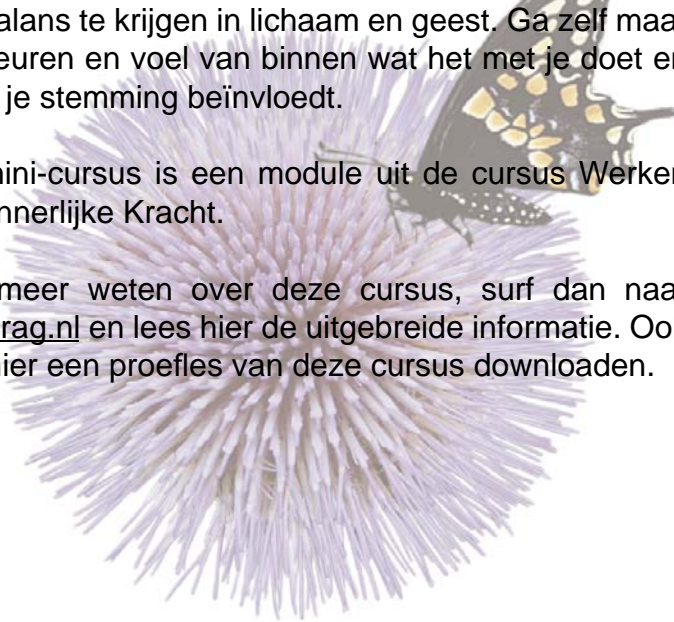 alans te krijgen in lichaam en geest. Ga zelf maa
euren en voel van binnen wat het met je doet er
je stemming beïnvloedt.
nini-cursus is een module uit de cursus Werker
nnerlijke Kracht.
meer weten over deze cursus, surf dan naa
rag.nl en lees hier de uitgebreide informatie. Oo
ier een proefles van deze cursus downloaden.